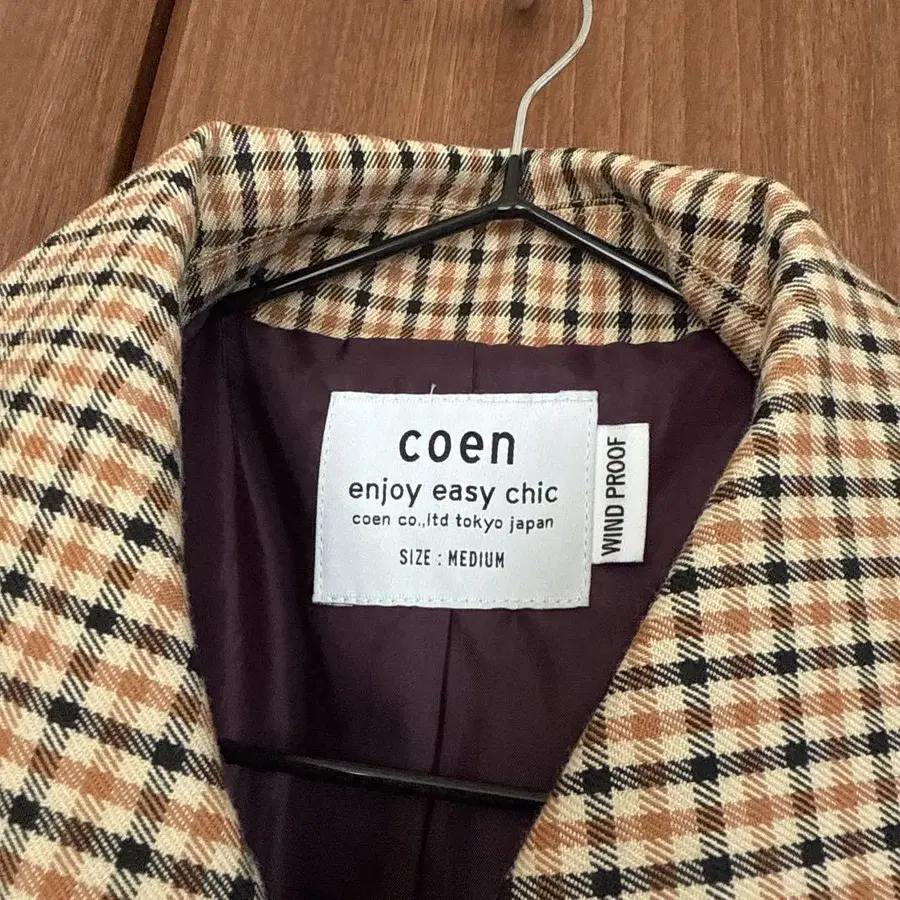 coen
enjoy easy chic
coen co.,ltd tokyo japan
SIZE : MEDIUM
WIND PROOF